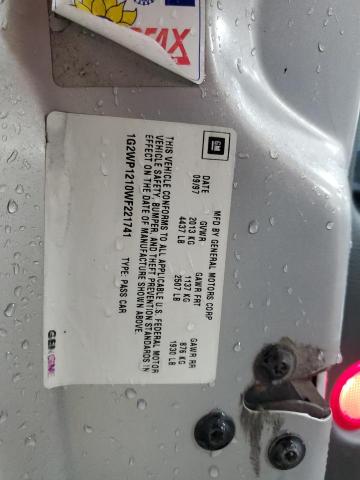 GM
MFD BY GENERAL MOTORS CORP
DATE GVWR GAWR FRT GAWR RR
09/97 2013 KG 1137 KG 876 KG
4437 LB 2507 LB 1930 LB
THIS VEHICLE CONFORMS TO ALL APPLICABLE U.S. FEDERAL MOTOR
VEHICLE SAFETY, BUMPER, AND THEFT PREVENTION STANDARDS IN
EFFECT ON THE DATE OF MANUFACTURE SHOWN ABOVE.
1G2WP1210WF221741 TYPE: PASS CAR